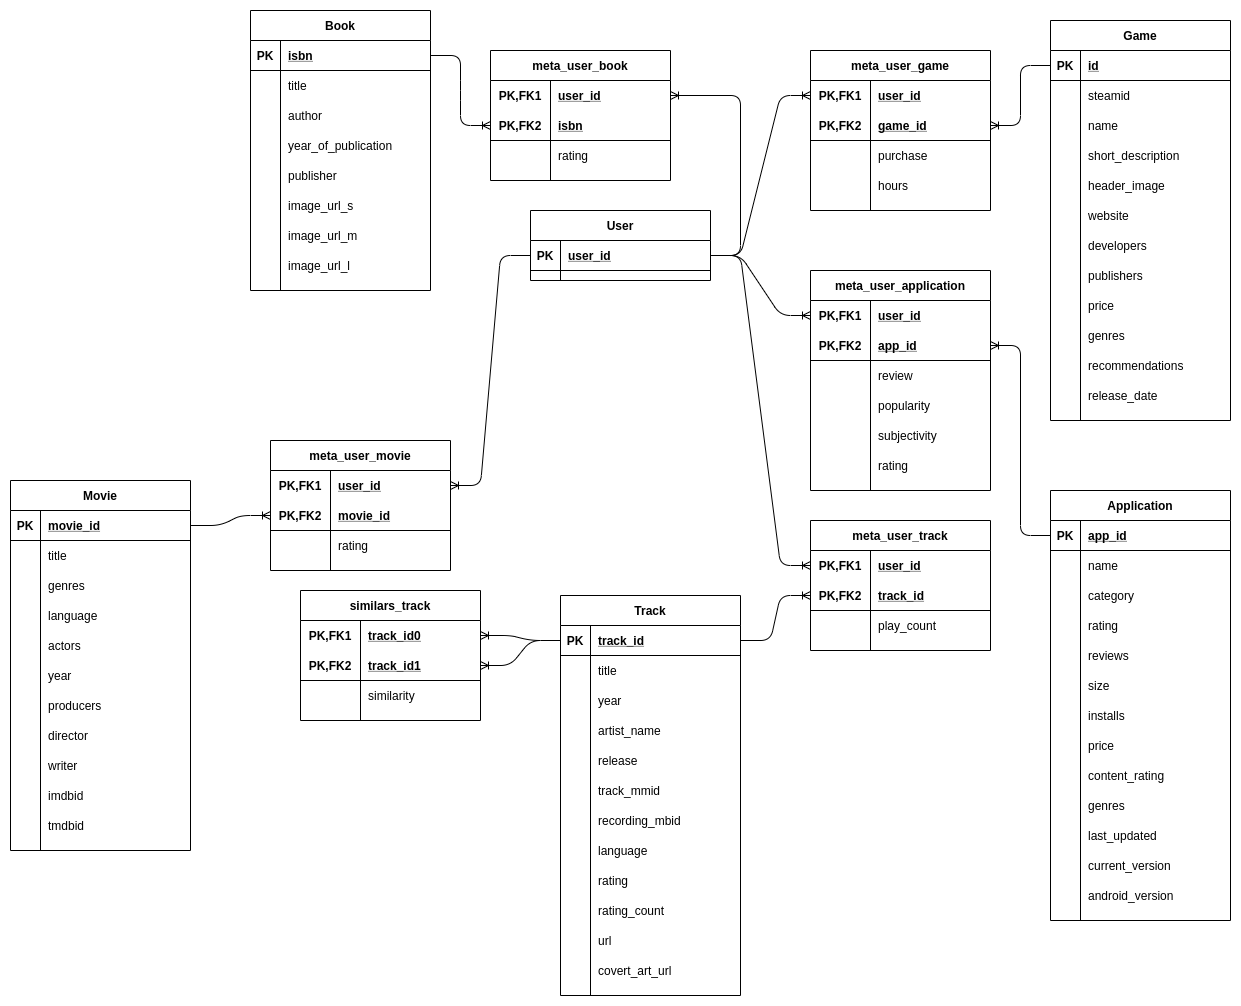 Book
PK isbn
title
author
year_of_publication
publisher
image_url_s
image_url_m
image_url_l
meta_user_book
PK,FK1 user_id
PK,FK2 isbn
rating
User
PK user_id
meta_user_game
PK,FK1 user_id
PK,FK2 game_id
purchase
hours
Game
PK id
steamid
name
short_description
header_image
website
developers
publishers
price
genres
recommendations
release_date
meta_user_application
PK,FK1 user_id
PK,FK2 app_id
review
popularity
subjectivity
rating
meta_user_movie
PK,FK1 user_id
PK,FK2 movie_id
rating
Movie
PK movie_id
title
genres
language
actors
year
producers
director
writer
imdbid
tmdbid
similars_track
PK,FK1 track_id0
PK,FK2 track_id1
similarity
Track
PK track_id
title
year
artist_name
release
track_mmid
recording_mbid
language
rating
rating_count
url
covert_art_url
meta_user_track
PK,FK1 user_id
PK,FK2 track_id
play_count
Application
PK app_id
name
category
rating
reviews
size
installs
price
content_rating
genres
last_updated
current_version
android_version